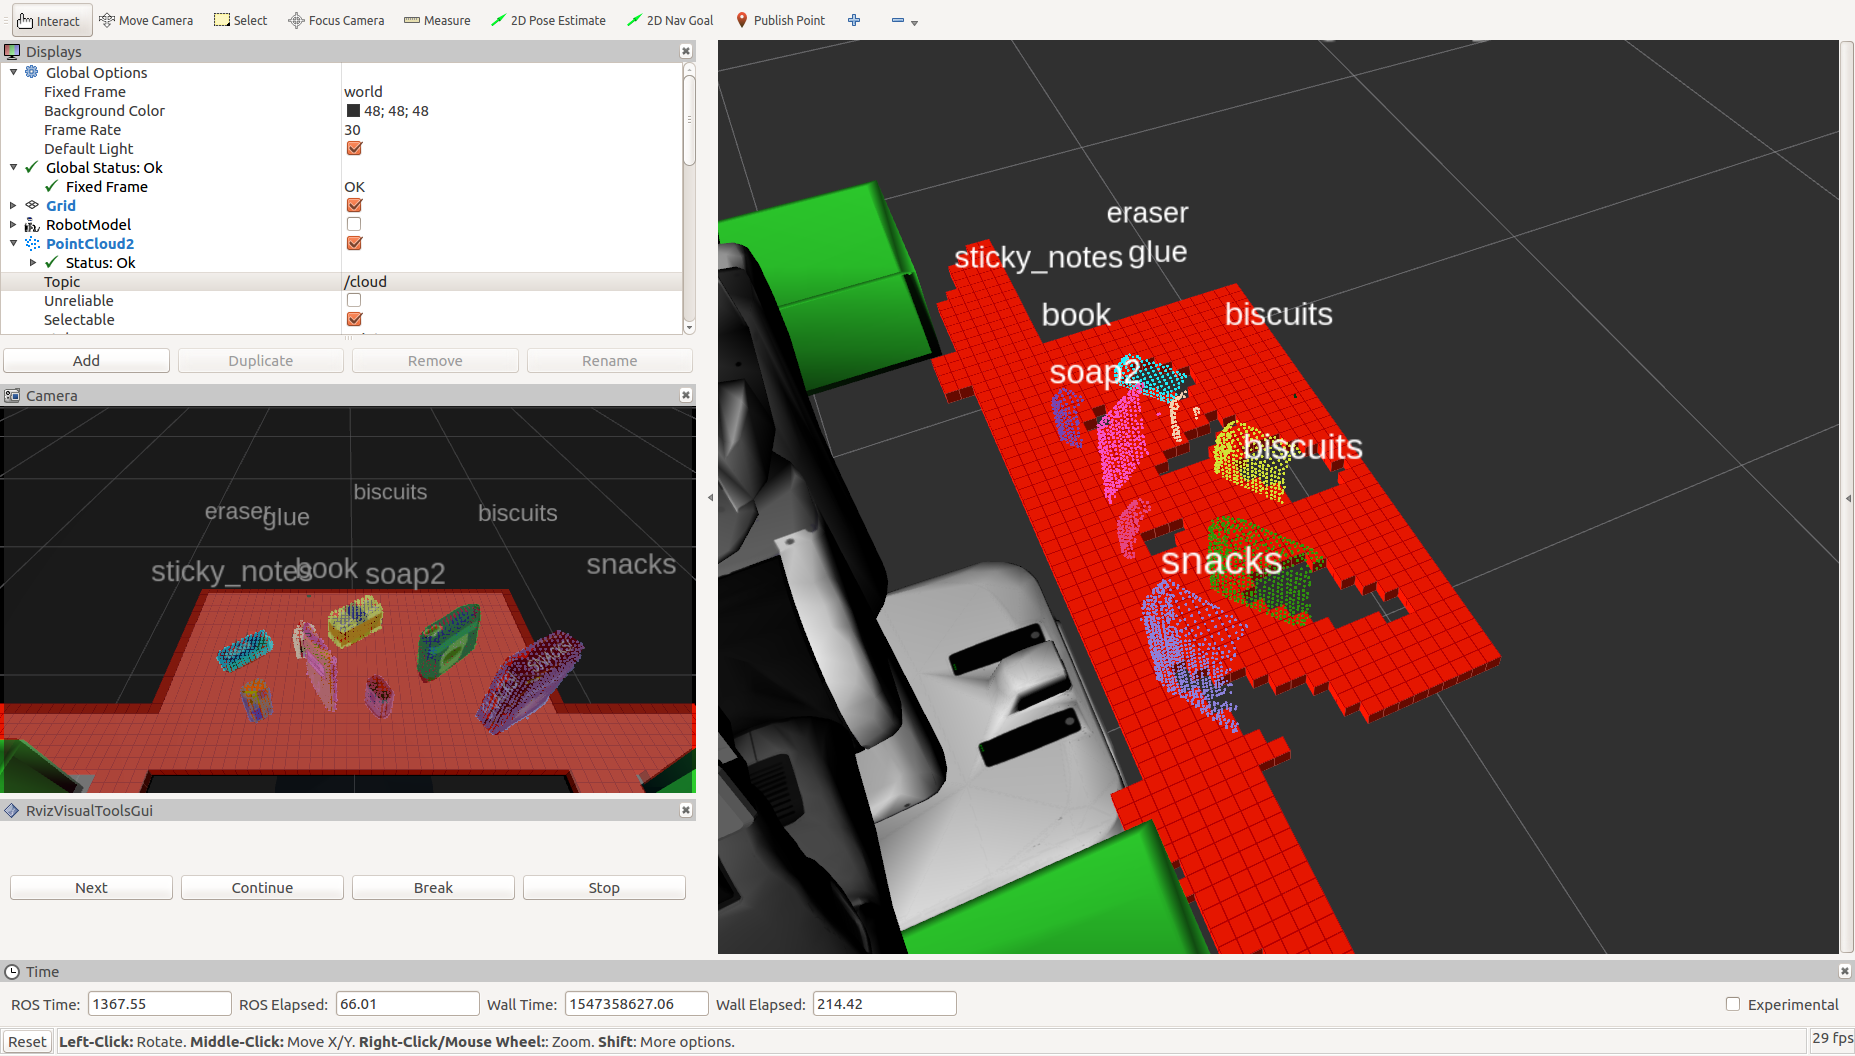 Interact Move Camera Select Focus Camera Measure 2D Pose Estimate 2D Nav Goal Publish Point
Displays
Global Options
Fixed Frame world
Background Color 48; 48; 48
Frame Rate 30
Default Light
Global Status: Ok
Fixed Frame OK
Grid
RobotModel
PointCloud2
Status: Ok
Topic /cloud
Unreliable
Selectable
Add Duplicate Remove Rename
Camera
biscuits
eraser glue biscuits
sticky_notes book soap2 snacks
RvizVisualToolsGui
Next Continue Break Stop
eraser
sticky_notes glue
book biscuits
soap2
biscuits
snacks
Time
ROS Time: 1367.55 ROS Elapsed: 66.01 Wall Time: 1547358627.06 Wall Elapsed: 214.42 Experimental
Reset Left-Click: Rotate. Middle-Click: Move X/Y. Right-Click/Mouse Wheel:: Zoom. Shift: More options. 29 fps